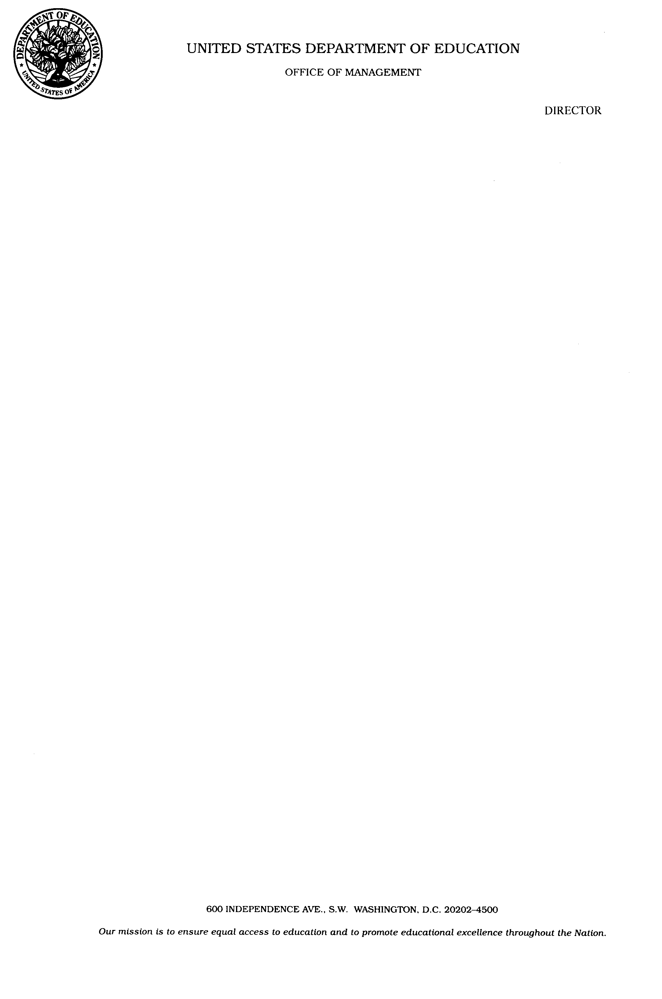 DEPARTMENT OF EDUCATION
★ UNITED STATES OF AMERICA ★
UNITED STATES DEPARTMENT OF EDUCATION
OFFICE OF MANAGEMENT
DIRECTOR
600 INDEPENDENCE AVE., S.W. WASHINGTON, D.C. 20202–4500
Our mission is to ensure equal access to education and to promote educational excellence throughout the Nation.